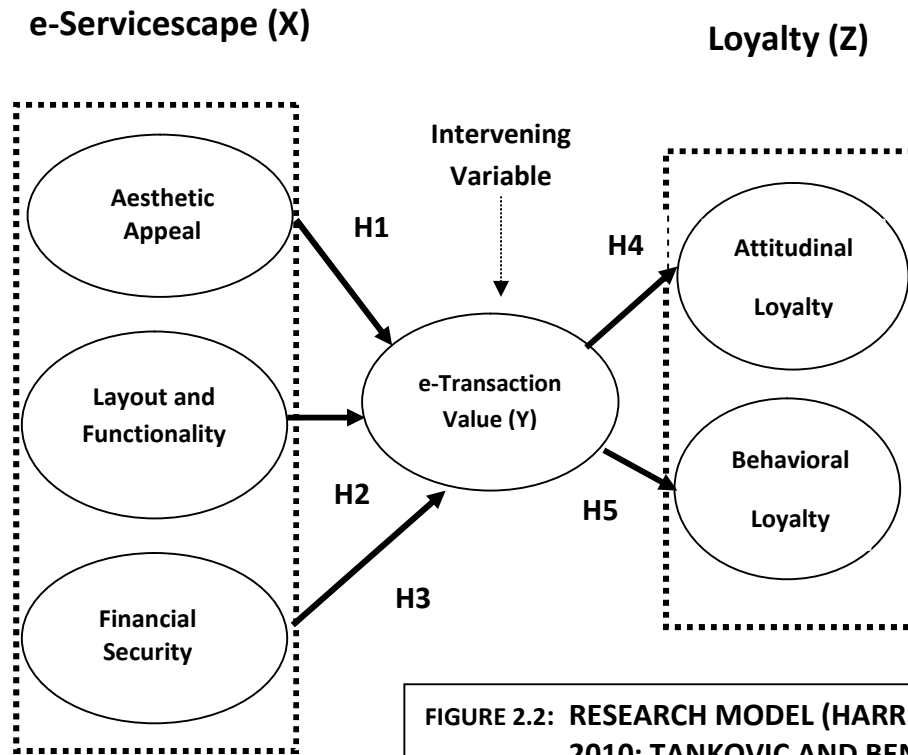 e-Servicescape (X)
Loyalty (Z)
Intervening
Variable
Aesthetic
Appeal
H1
H4
Attitudinal
Loyalty
Layout and
Functionality
e-Transaction
Value (Y)
H2
Behavioral
Loyalty
H5
H3
Financial
Security
FIGURE 2.2: RESEARCH MODEL (HARR
2010; TANKOVIC AND